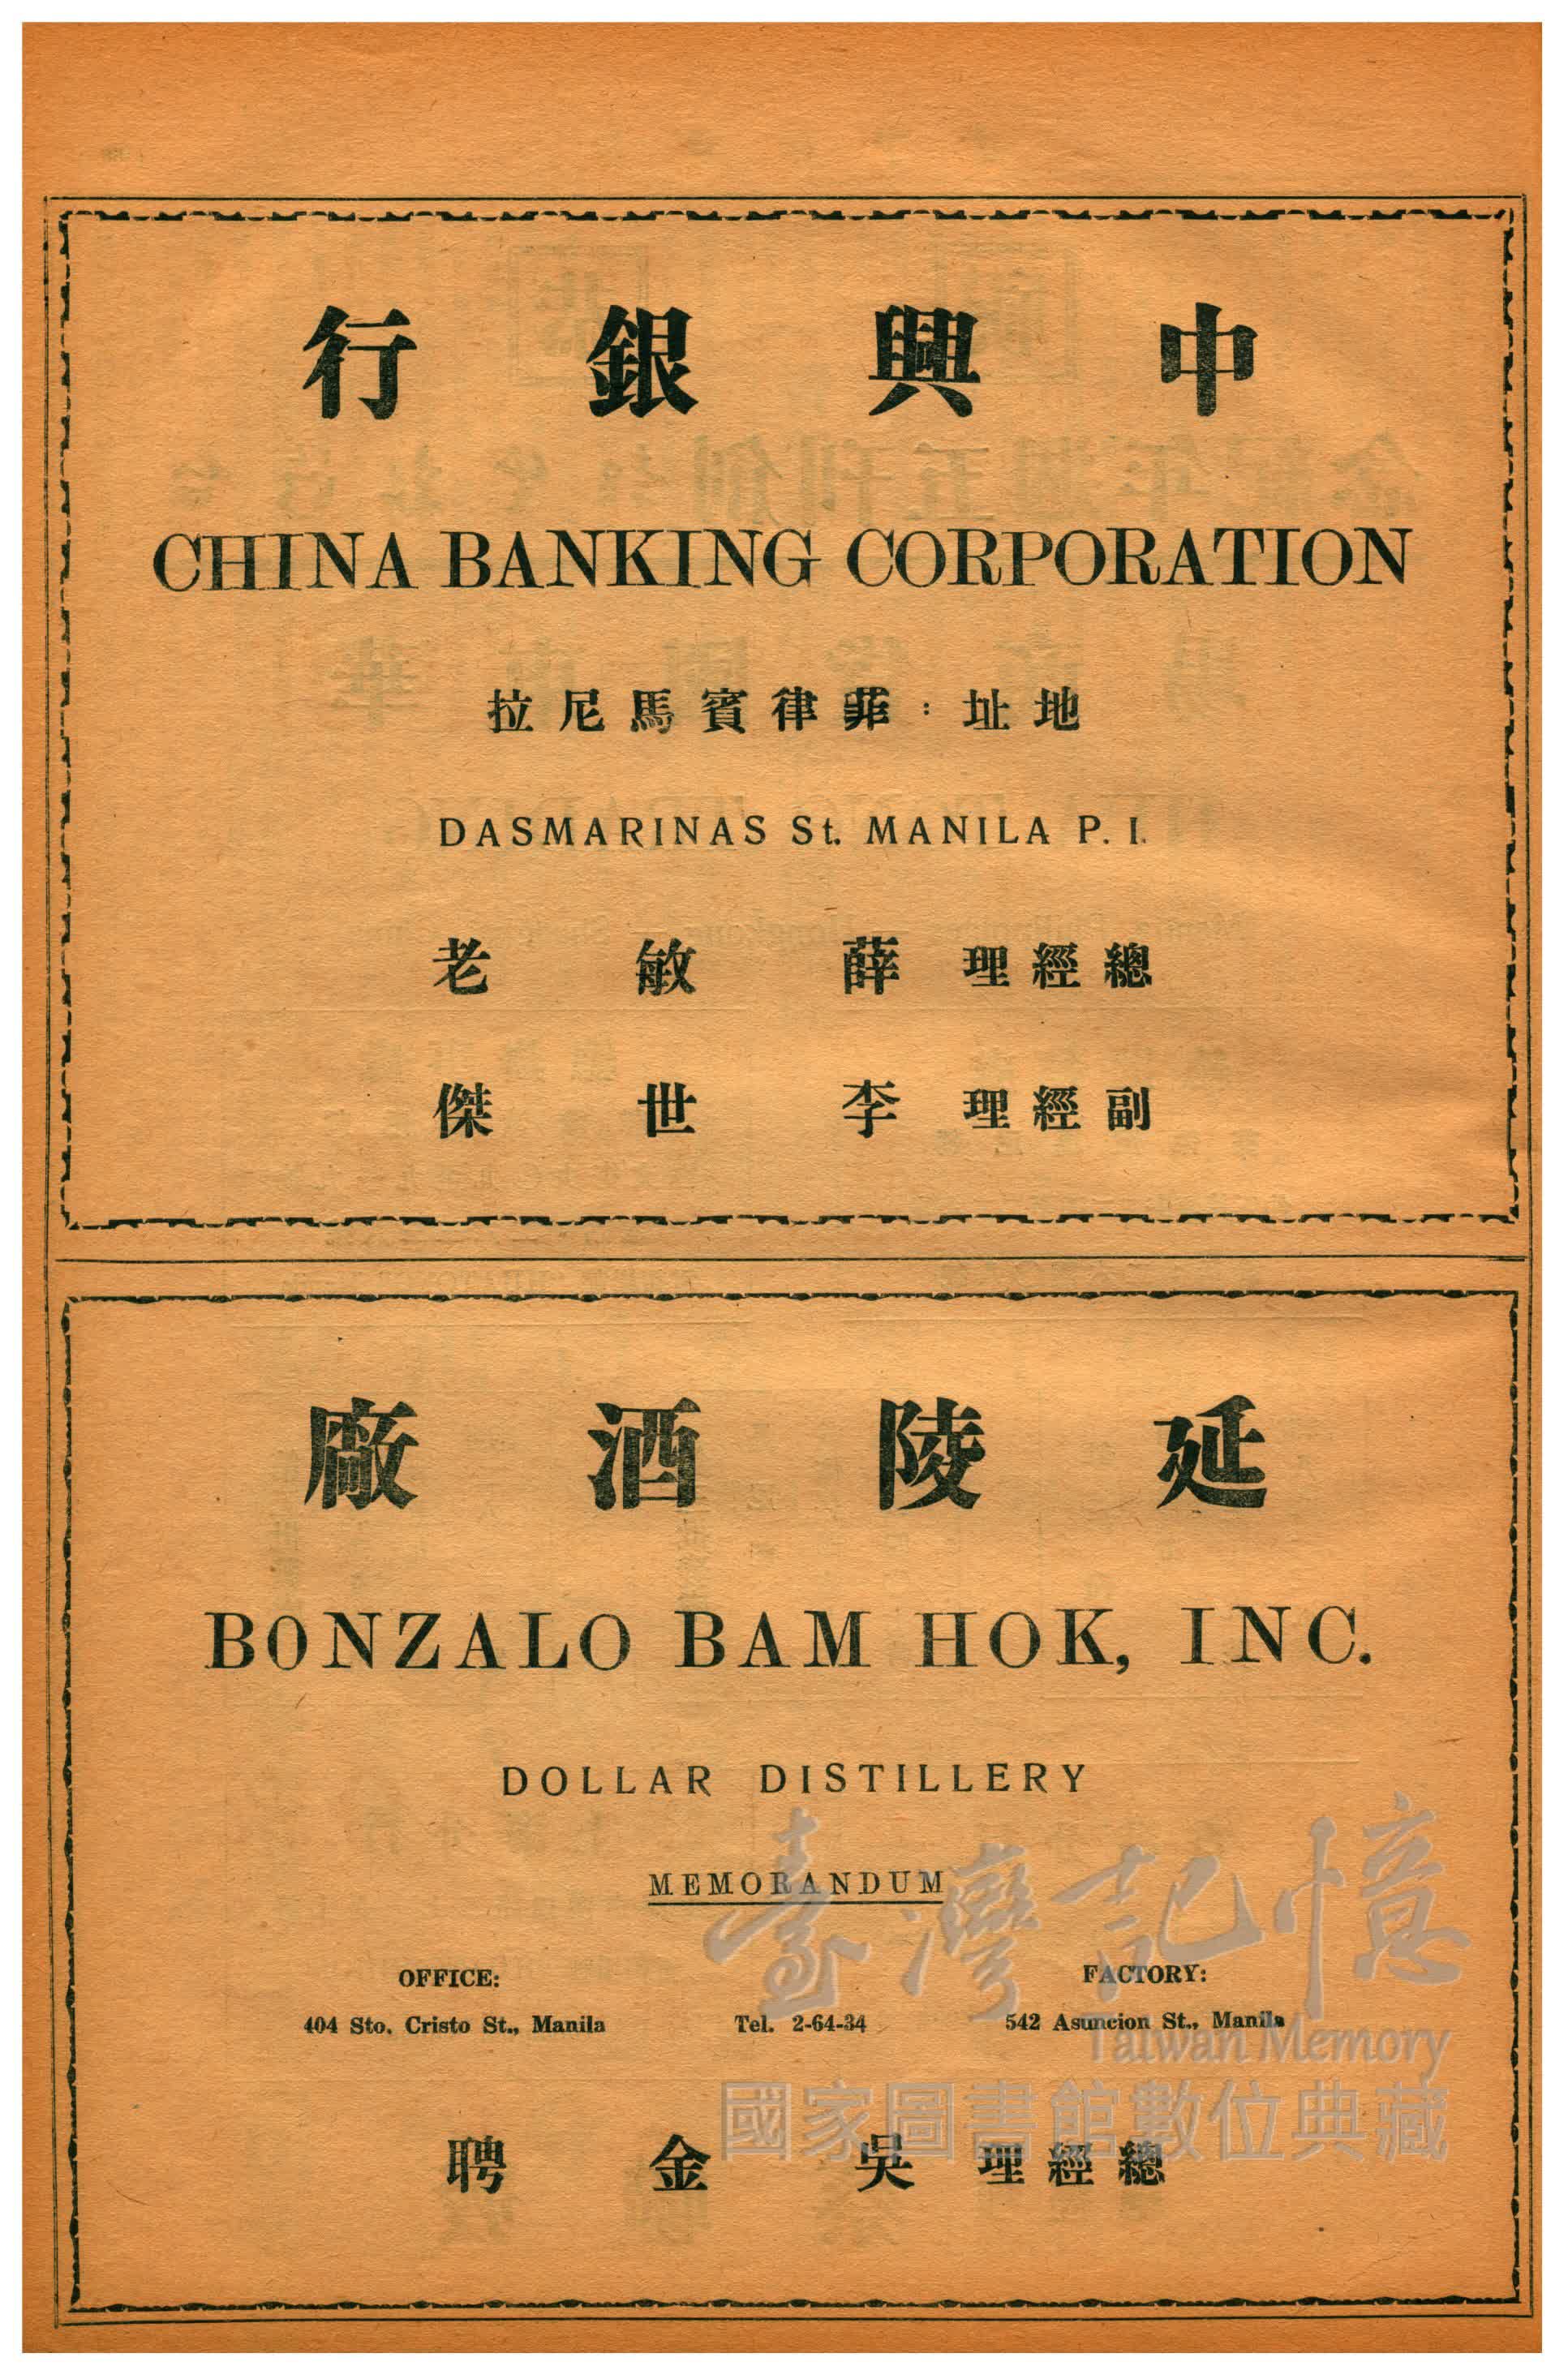 中興銀行
CHINA BANKING CORPORATION
地址：菲律賓馬尼拉
DASMARINAS St. MANILA P. I.
總經理 薛敏老
副經理 李世傑
延陵酒廠
BONZALO BAM HOK, INC.
DOLLAR DISTILLERY
MEMORANDUM
OFFICE:
404 Sto. Cristo St., Manila
Tel. 2-64-34
FACTORY:
542 Asuncion St., Manila
總經理 吳金聘
臺灣記憶
Taiwan Memory
國家圖書館數位典藏